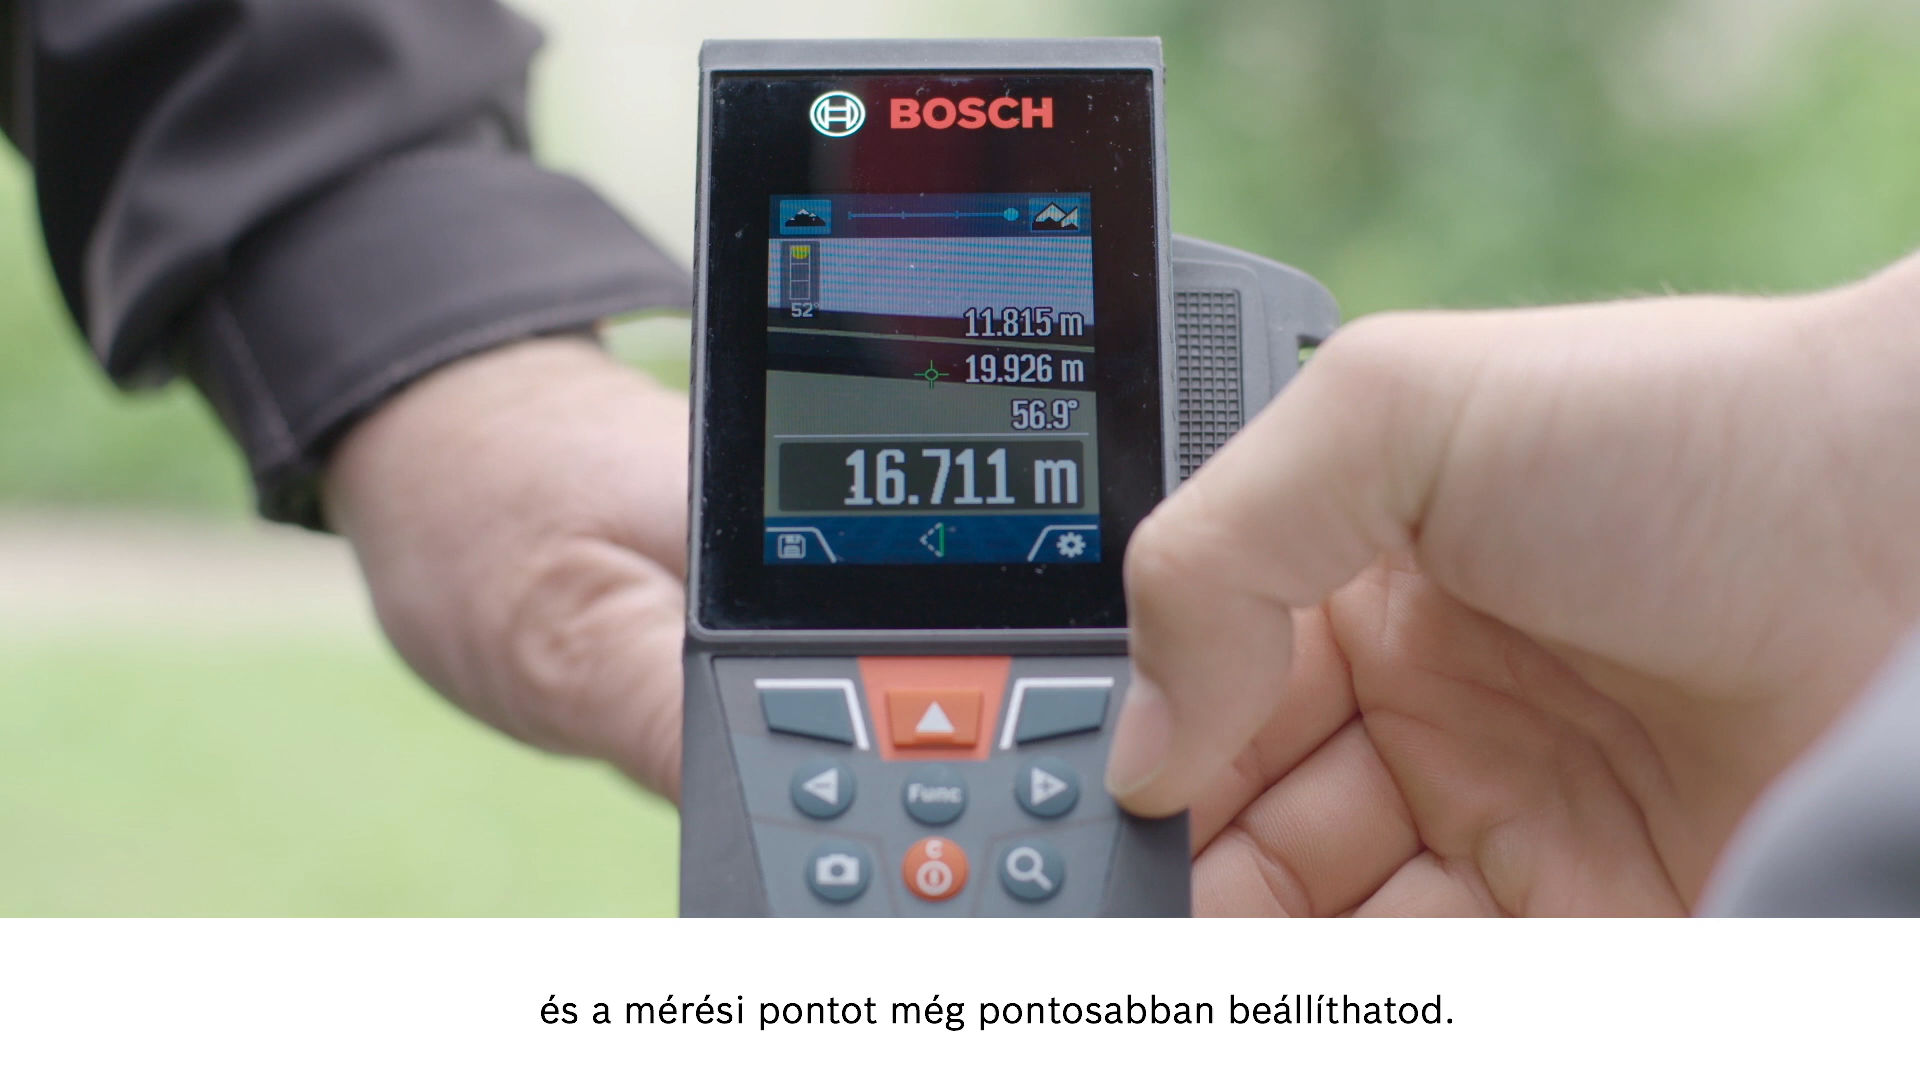 BOSCH
52°
11.815 m
19.926 m
56.9°
16.711 m
Func
C
és a mérési pontot még pontosabban beállíthatod.